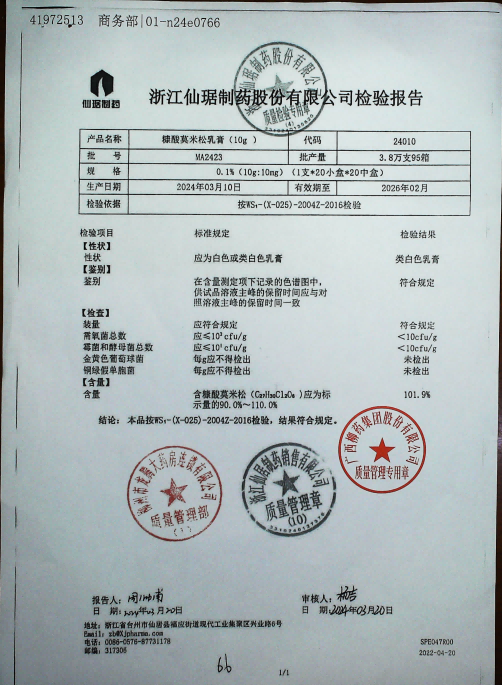 41972513 商务部|01-n24e0766
仙琚制药
浙江仙琚制药股份有限公司检验报告
产品名称 糠酸莫米松乳膏（10g ） 代码 24010
批 号 MA2423 批产量 3.8万支95箱
规 格 0.1%（10g:10mg）（1支*20小盒*20中盒）
生产日期 2024年03月10日 有效期至 2026年02月
检验依据 按WS₁-(X-025)-2004Z-2016检验
检验项目 标准规定 检验结果
【性状】
性状 应为白色或类白色乳膏 类白色乳膏
【鉴别】
鉴别 在含量测定项下记录的色谱图中， 符合规定
供试品溶液主峰的保留时间应与对
照溶液主峰的保留时间一致
【检查】
装量 应符合规定 符合规定
需氧菌总数 应≤10²cfu/g <10cfu/g
霉菌和酵母菌总数 应≤10¹cfu/g <10cfu/g
金黄色葡萄球菌 每g应不得检出 未检出
铜绿假单胞菌 每g应不得检出 未检出
【含量】
含量 含糠酸莫米松（C₂₇H₃₀Cl₂O₆ ）应为标 101.9%
示量的90.0%~110.0%
结论： 本品按WS₁-(X-025)-2004Z-2016检验，结果符合规定。
广西柳药集团股份有限公司
质量管理专用章
质量管理部
(1)
浙江仙琚制药销售有限公司
质量管理章
(10)
报告人：
日 期：2024年03月20日
审核人：
日 期：2024年03月20日
地址：浙江省台州市仙居县福应街道现代工业集聚区兴业路6号
Email：zb@Xjpharma.com
电话：0086-0576-87731178
邮编：317306
SPE047R00
2022-04-20
66
1/1